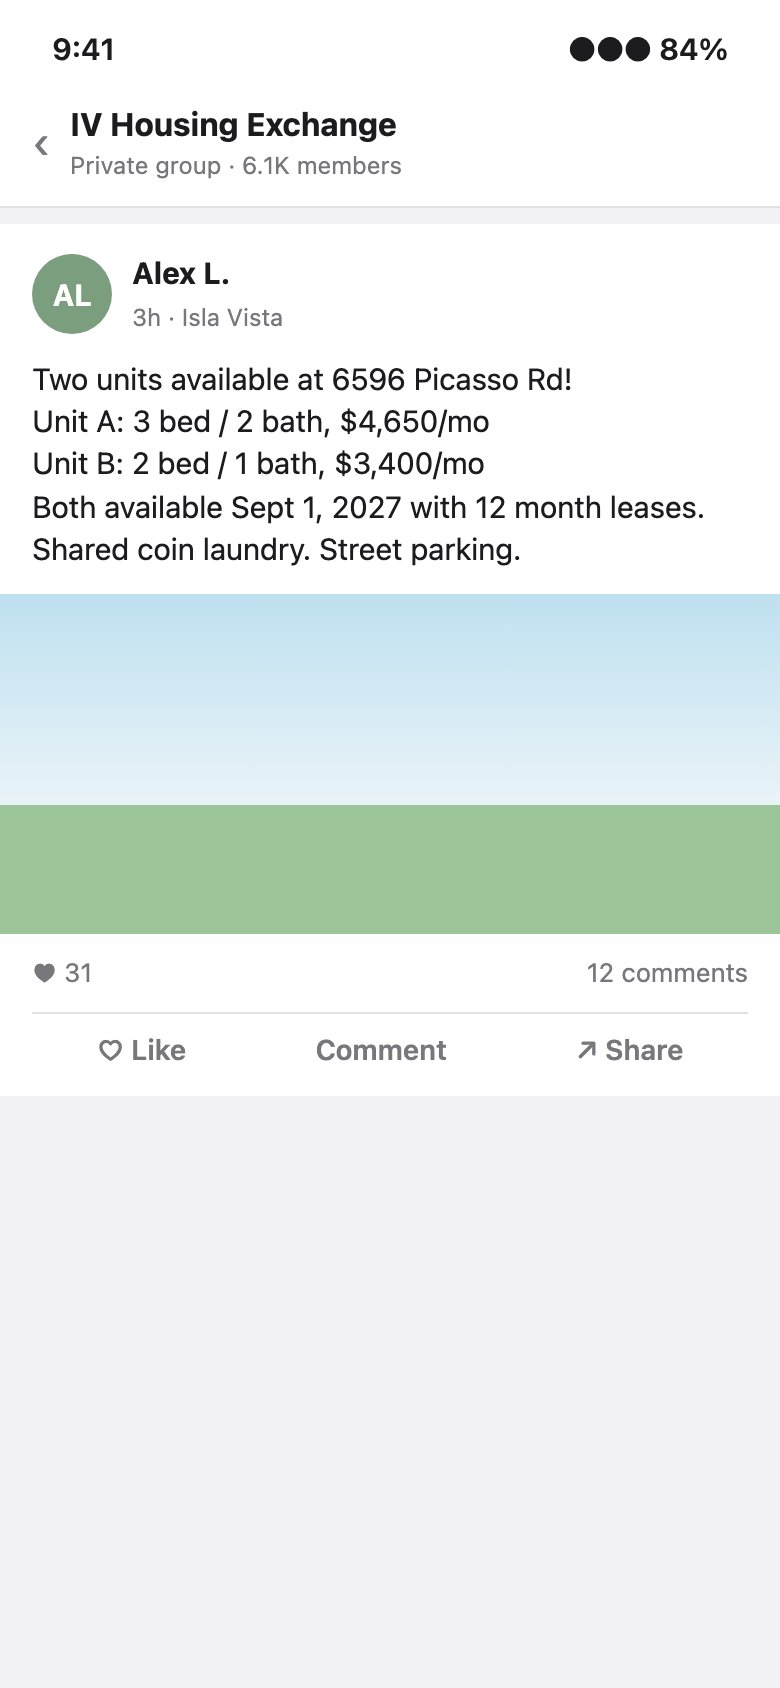 9:41
84%
IV Housing Exchange
Private group · 6.1K members
AL
Alex L.
3h · Isla Vista
Two units available at 6596 Picasso Rd!
Unit A: 3 bed / 2 bath, $4,650/mo
Unit B: 2 bed / 1 bath, $3,400/mo
Both available Sept 1, 2027 with 12 month leases.
Shared coin laundry. Street parking.
31
12 comments
Like
Comment
Share